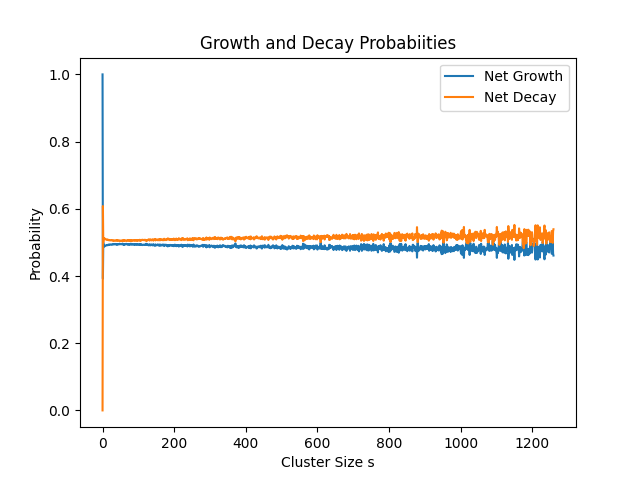 Growth and Decay Probabiities
Net Growth
Net Decay
1.0
0.8
0.6
0.4
0.2
0.0
Probability
0 200 400 600 800 1000 1200
Cluster Size s